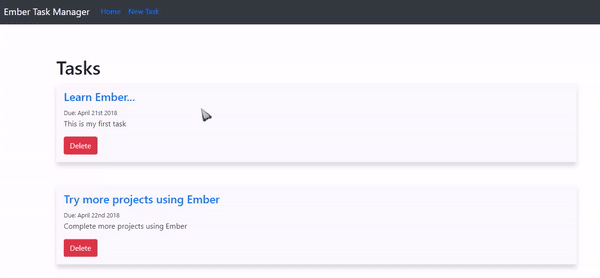 Ember Task Manager Home New Task
Tasks
Learn Ember...
Due: April 21st 2018
This is my first task
Delete
Try more projects using Ember
Due: April 22nd 2018
Complete more projects using Ember
Delete